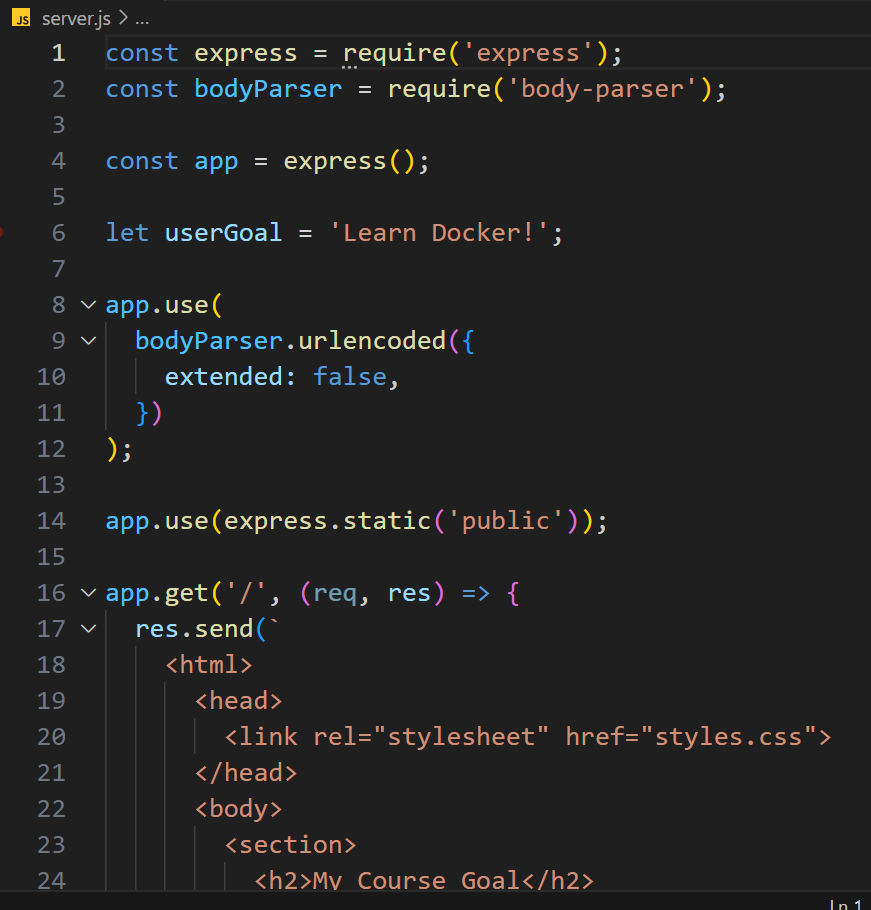 JS server.js > ...
1 const express = require('express');
2 const bodyParser = require('body-parser');
3
4 const app = express();
5
6 let userGoal = 'Learn Docker!';
7
8 app.use(
9   bodyParser.urlencoded({
10     extended: false,
11   })
12 );
13
14 app.use(express.static('public'));
15
16 app.get('/', (req, res) => {
17   res.send(`
18     <html>
19       <head>
20         <link rel="stylesheet" href="styles.css">
21       </head>
22       <body>
23         <section>
24           <h2>My Course Goal</h2>
Ln 1